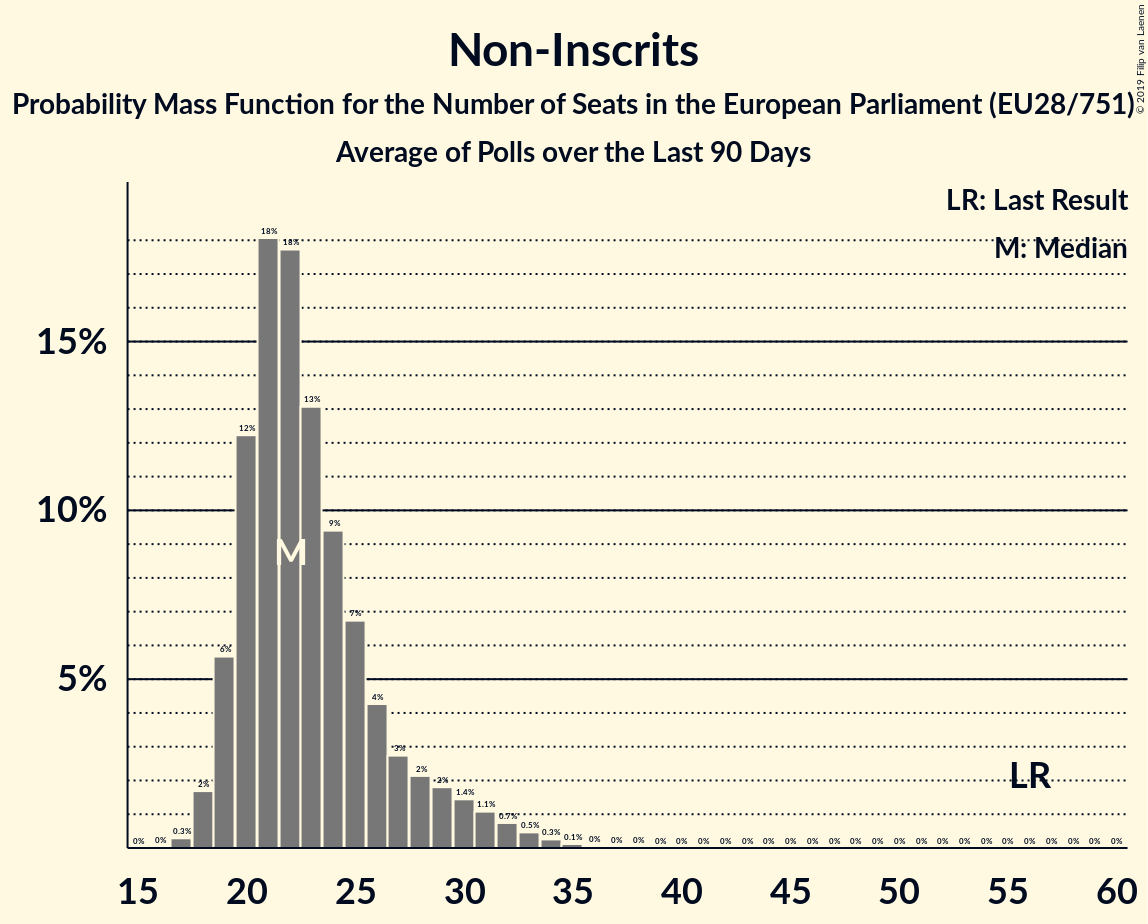 Non-Inscrits
Probability Mass Function for the Number of Seats in the European Parliament (EU28/751)
Average of Polls over the Last 90 Days
© 2019 Filip van Laenen
LR: Last Result
M: Median
15%
10%
5%
0% 0% 0.3% 2% 6% 12% 18% 18% 13% 9% 7% 4% 3% 2% 2% 1.4% 1.1% 0.7% 0.5% 0.3% 0.1% 0% 0% 0% 0% 0% 0% 0% 0% 0% 0% 0% 0% 0% 0% 0% 0% 0% 0% 0% 0% 0% 0% 0% 0% 0%
M
LR
15 20 25 30 35 40 45 50 55 60